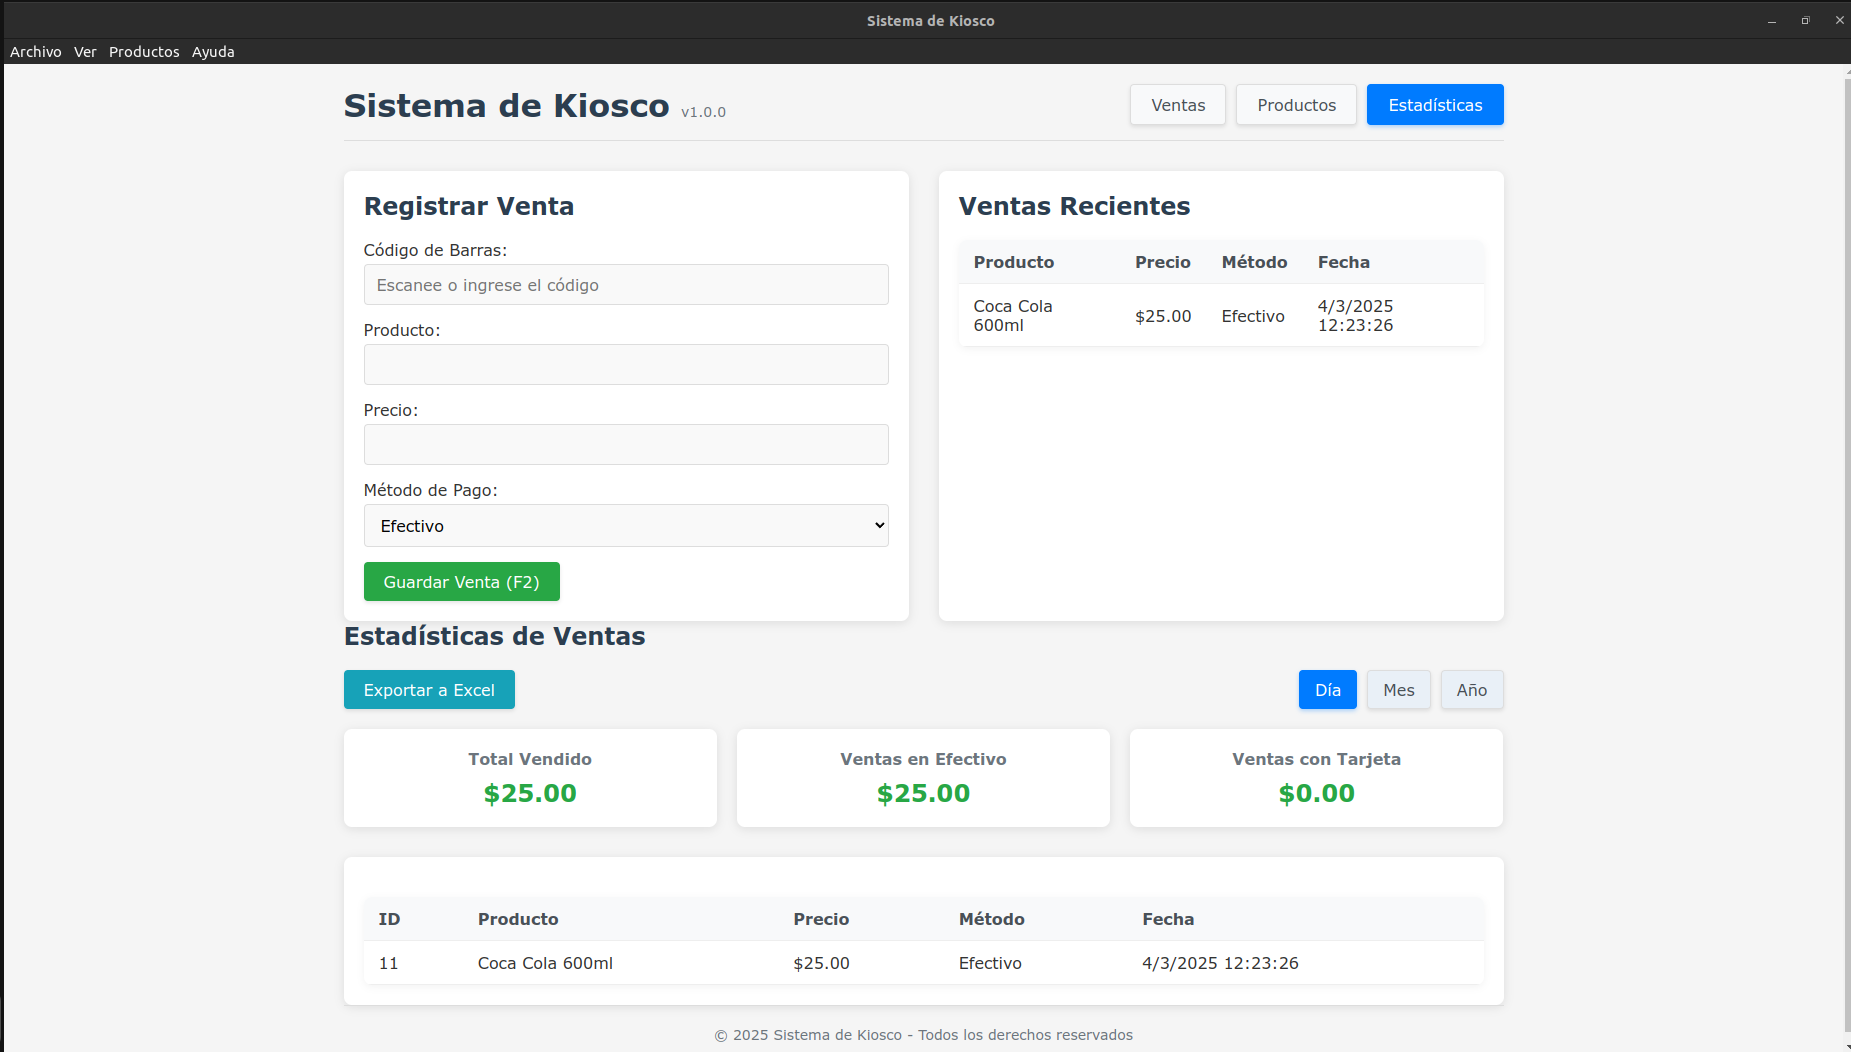 Sistema de Kiosco
Archivo Ver Productos Ayuda
Sistema de Kiosco v1.0.0
Ventas Productos Estadísticas
Registrar Venta
Código de Barras:
Escanee o ingrese el código
Producto:
Precio:
Método de Pago:
Efectivo
Guardar Venta (F2)
Ventas Recientes
Producto Precio Método Fecha
Coca Cola 600ml $25.00 Efectivo 4/3/2025 12:23:26
Estadísticas de Ventas
Exportar a Excel
Día Mes Año
Total Vendido
$25.00
Ventas en Efectivo
$25.00
Ventas con Tarjeta
$0.00
ID Producto Precio Método Fecha
11 Coca Cola 600ml $25.00 Efectivo 4/3/2025 12:23:26
© 2025 Sistema de Kiosco - Todos los derechos reservados